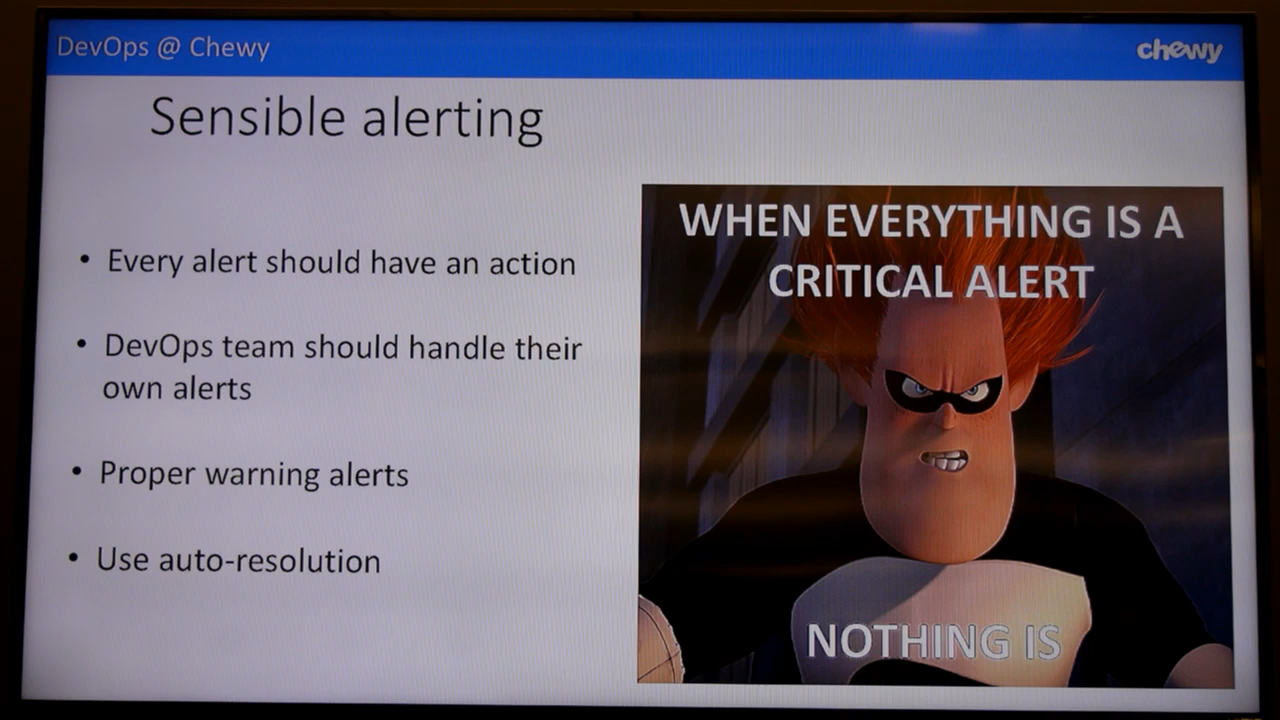 DevOps @ Chewy
chewy
Sensible alerting
• Every alert should have an action
• DevOps team should handle their
own alerts
• Proper warning alerts
• Use auto-resolution
WHEN EVERYTHING IS A
CRITICAL ALERT
NOTHING IS